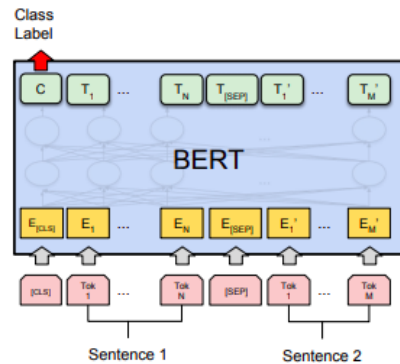 Class
Label
C T1 ... TN T[SEP] T1' ... TM'
...
...
BERT
E[CLS] E1 ... EN E[SEP] E1' ... EM'
[CLS] Tok 1 ... Tok N [SEP] Tok 1 ... Tok M
Sentence 1 Sentence 2